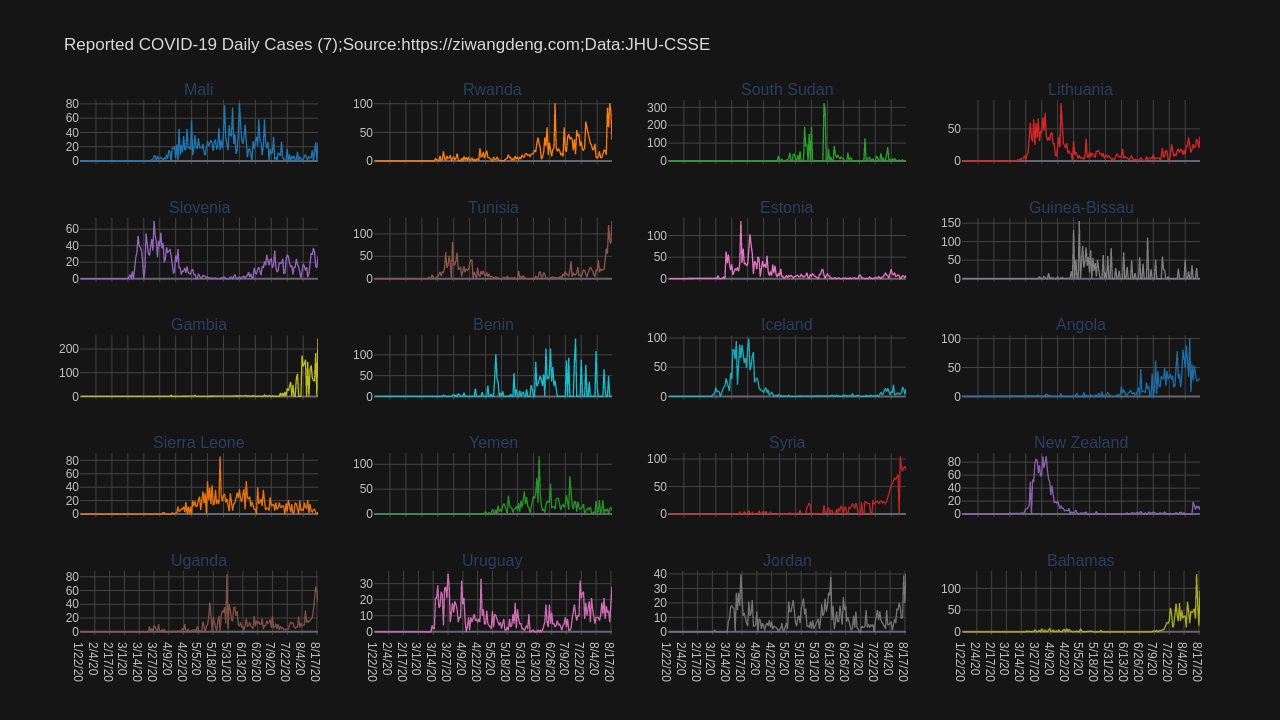 Reported COVID-19 Daily Cases (7);Source:https://ziwangdeng.com;Data:JHU-CSSE
Mali Rwanda South Sudan Lithuania
80 60 40 20 0
100 50 0
300 200 100 0
50 0
Slovenia Tunisia Estonia Guinea-Bissau
60 40 20 0
100 50 0
100 50 0
150 100 50 0
Gambia Benin Iceland Angola
200 100 0
100 50 0
100 50 0
100 50 0
Sierra Leone Yemen Syria New Zealand
80 60 40 20 0
100 50 0
100 50 0
80 60 40 20 0
Uganda Uruguay Jordan Bahamas
80 60 40 20 0
30 20 10 0
40 30 20 10 0
100 50 0
1/22/20 2/4/20 2/17/20 3/1/20 3/14/20 3/27/20 4/9/20 4/22/20 5/5/20 5/18/20 5/31/20 6/13/20 6/26/20 7/9/20 7/22/20 8/4/20 8/17/20
1/22/20 2/4/20 2/17/20 3/1/20 3/14/20 3/27/20 4/9/20 4/22/20 5/5/20 5/18/20 5/31/20 6/13/20 6/26/20 7/9/20 7/22/20 8/4/20 8/17/20
1/22/20 2/4/20 2/17/20 3/1/20 3/14/20 3/27/20 4/9/20 4/22/20 5/5/20 5/18/20 5/31/20 6/13/20 6/26/20 7/9/20 7/22/20 8/4/20 8/17/20
1/22/20 2/4/20 2/17/20 3/1/20 3/14/20 3/27/20 4/9/20 4/22/20 5/5/20 5/18/20 5/31/20 6/13/20 6/26/20 7/9/20 7/22/20 8/4/20 8/17/20